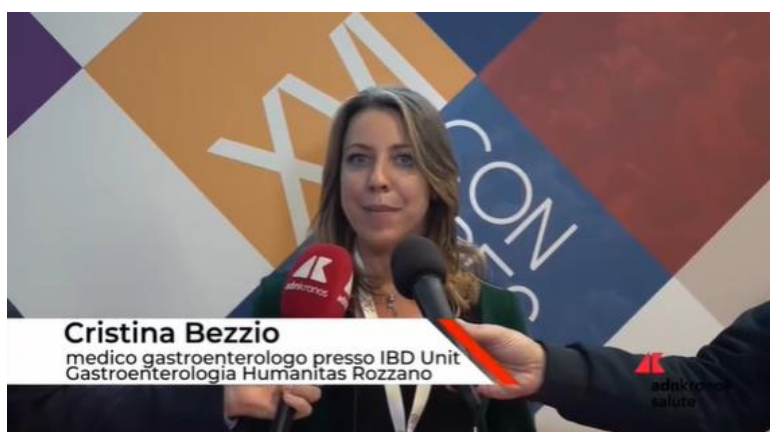 XVI
CON
adnkronos
Cristina Bezzio
medico gastroenterologo presso IBD Unit
Gastroenterologia Humanitas Rozzano
adnkronos
salute